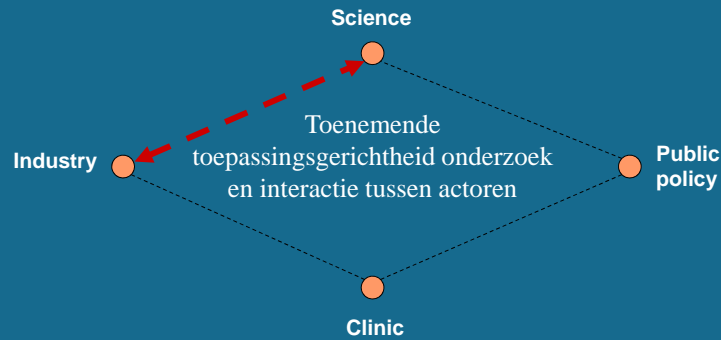 Science
Toenemende
toepassingsgerichtheid onderzoek
en interactie tussen actoren
Industry
Public
policy
Clinic